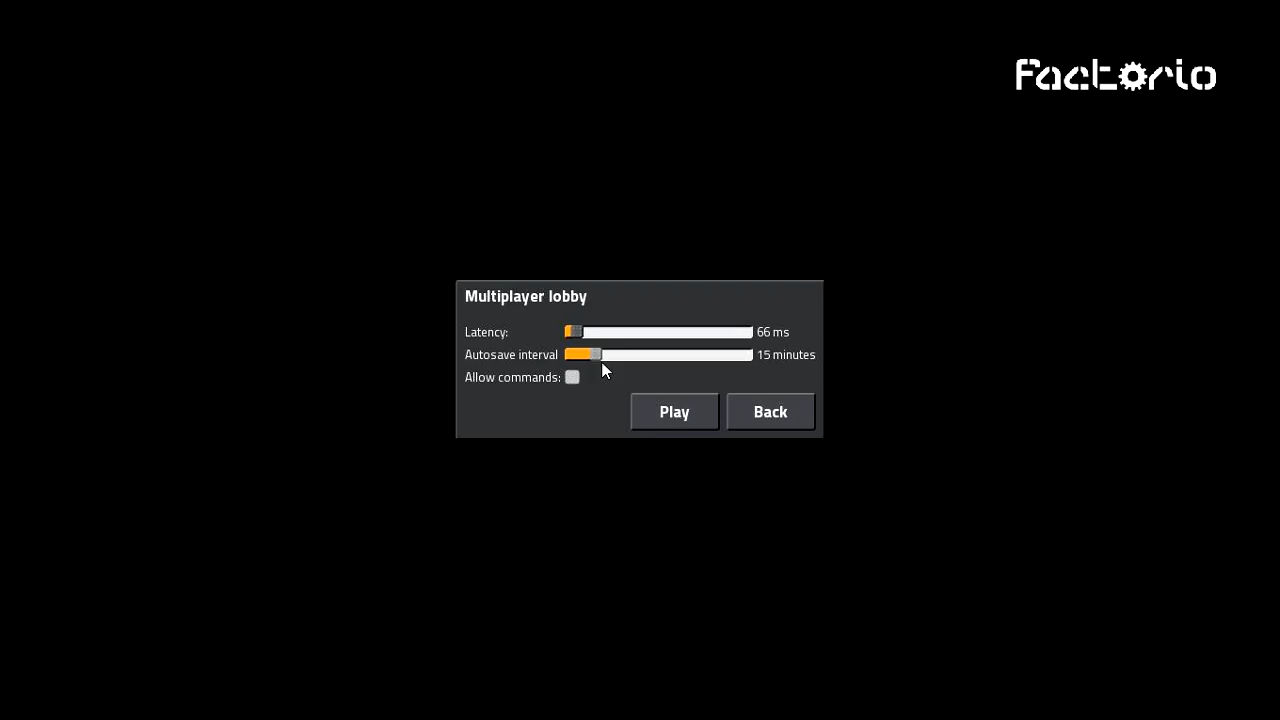 Factorio
Multiplayer lobby
Latency: 66 ms
Autosave interval 15 minutes
Allow commands:
Play Back